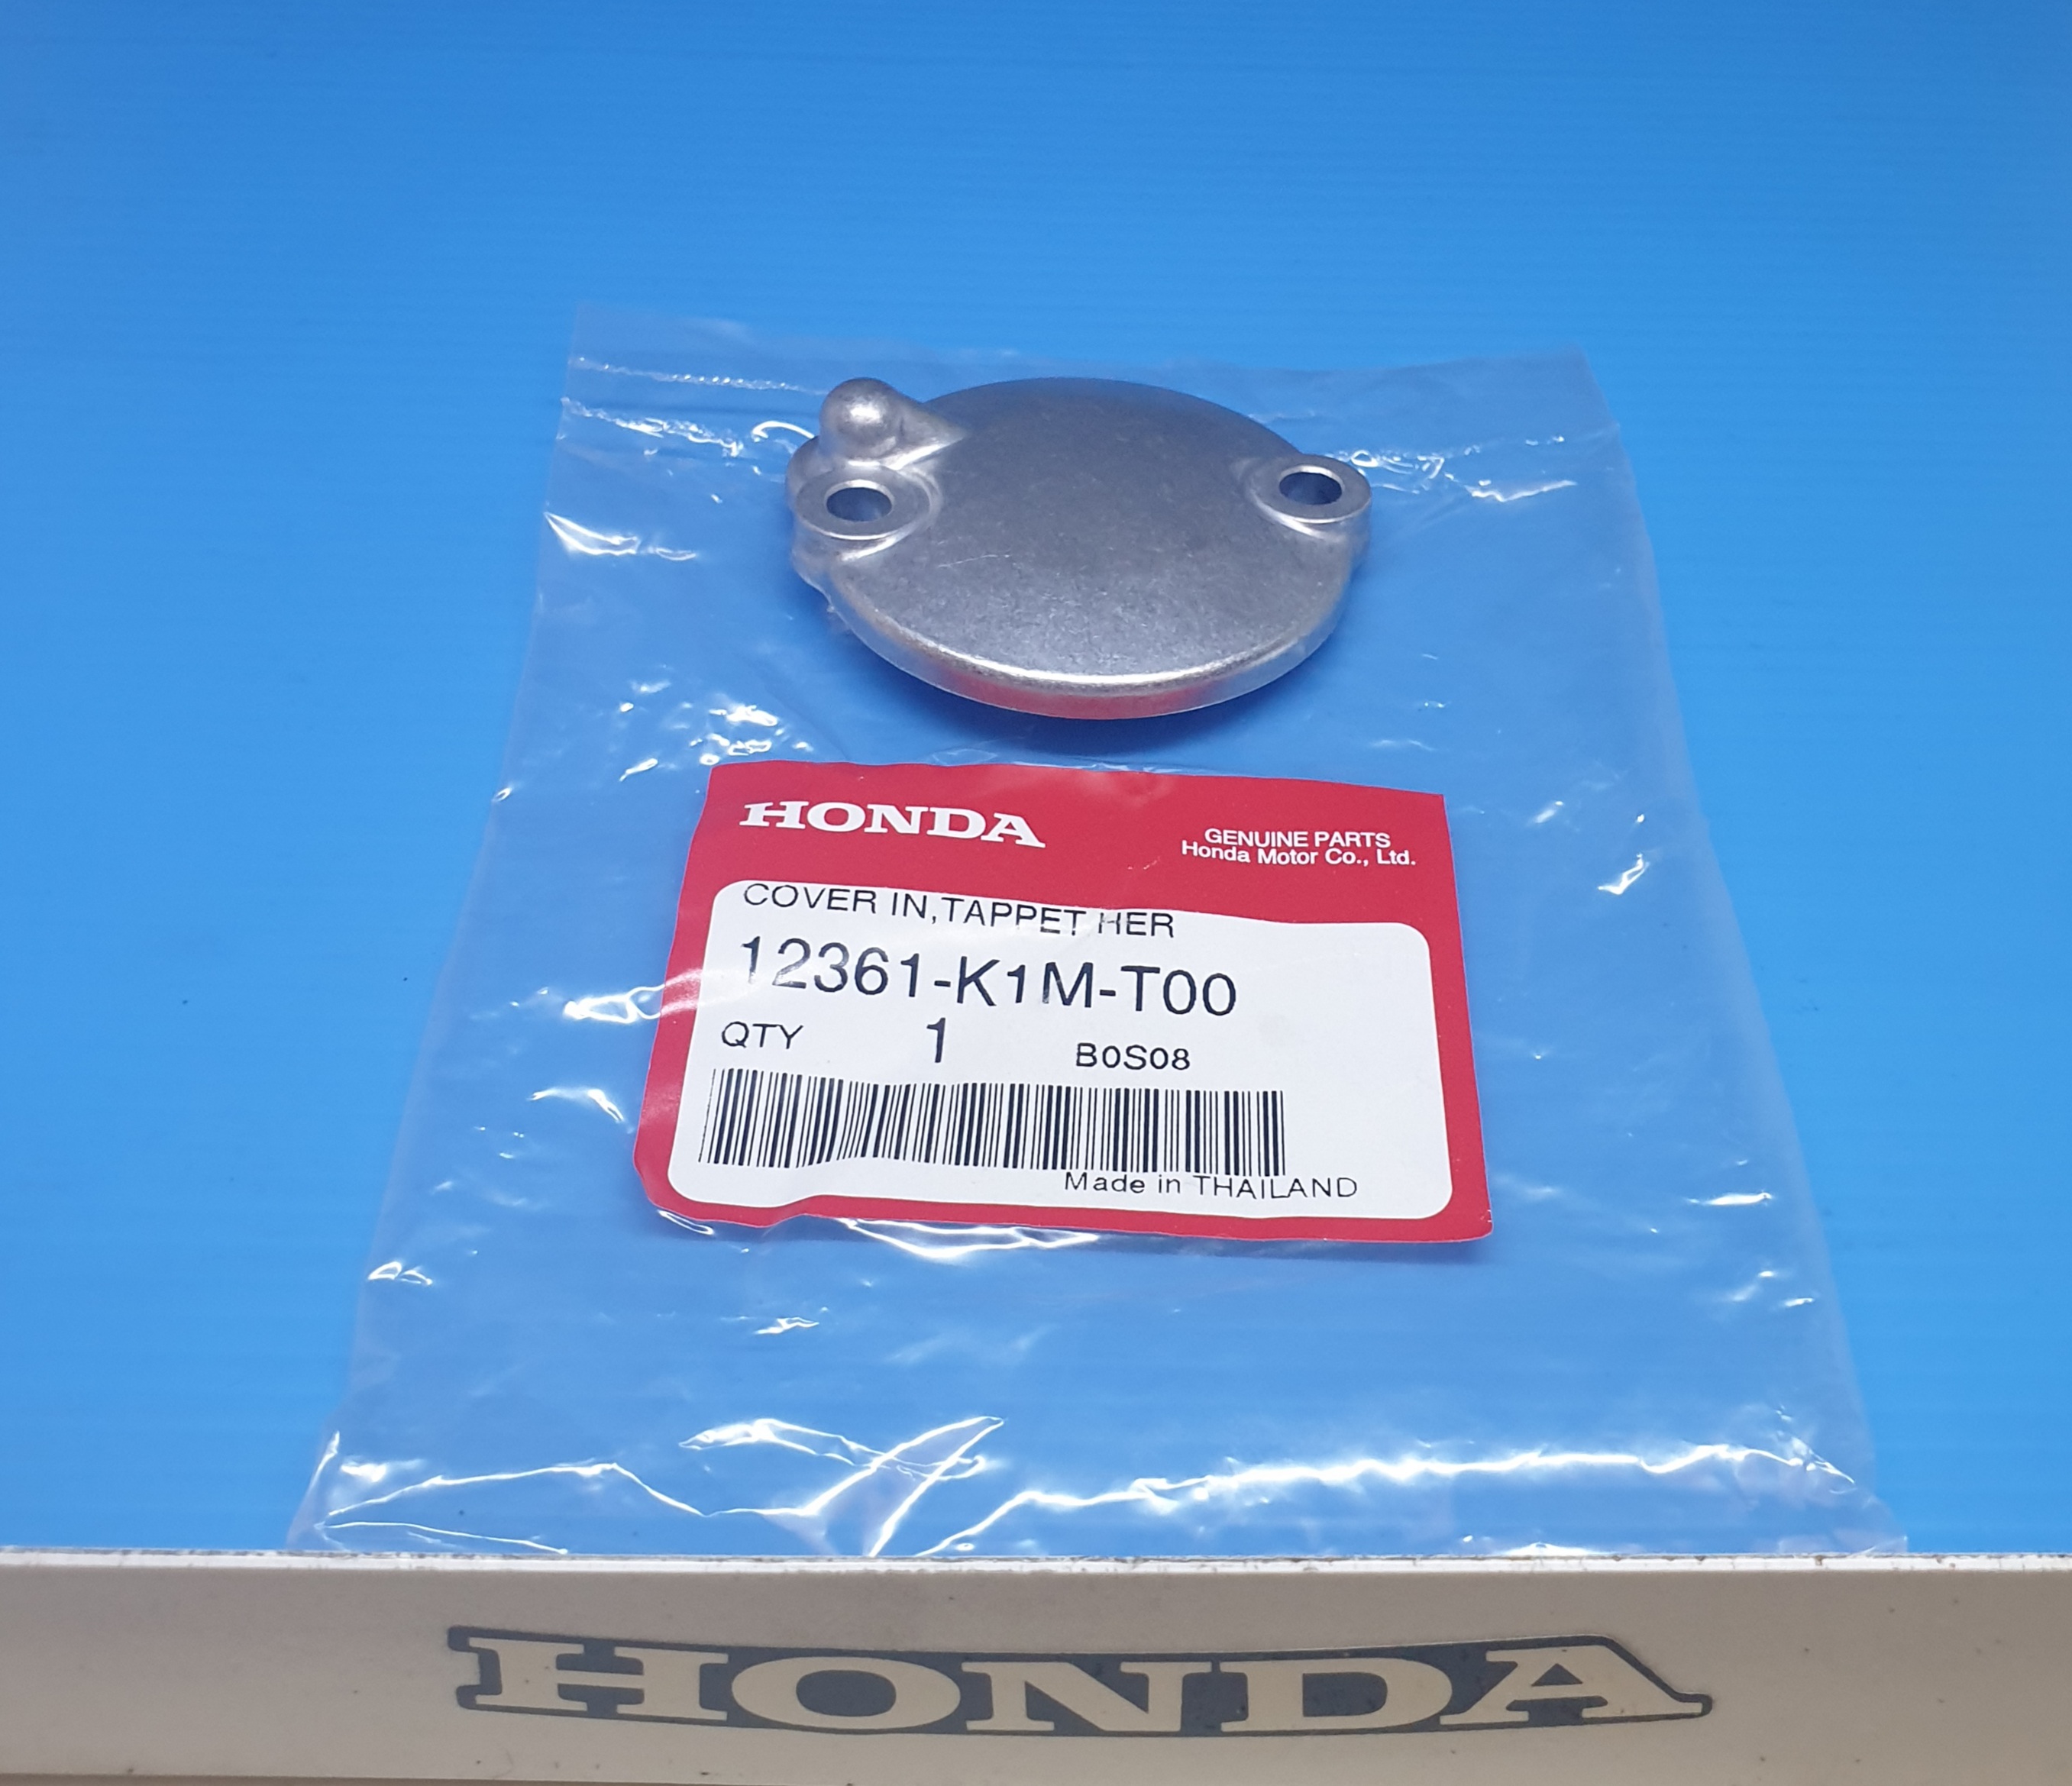 HONDA
GENUINE PARTS
Honda Motor Co., Ltd.
COVER IN,TAPPET HER
12361-K1M-T00
QTY 1 B0S08
Made in THAILAND
HONDA